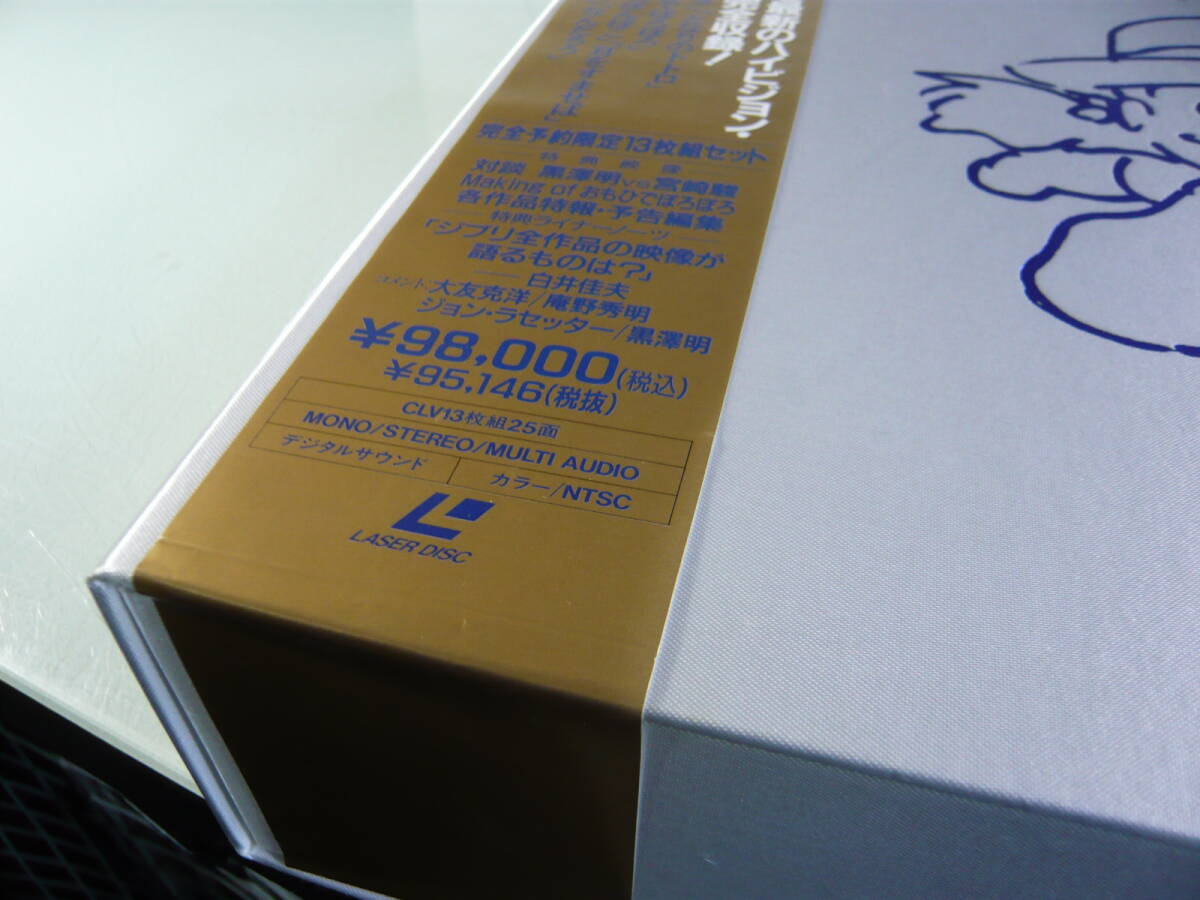 最新のハイビジョン・
完全収録!
完全予約限定13枚組セット
特典映像
対談 黒澤明vs宮崎駿
Making of おもひでぽろぽろ
各作品特報・予告編集
特典ライナーノーツ
「ジブリ全作品の映像が
語るものは?」
白井佳夫
コメント:大友克洋/庵野秀明
ジョン・ラセッター/黒澤明
¥98,000(税込)
¥95,146(税抜)
CLV13枚組25面
MONO/STEREO/MULTI AUDIO
デジタルサウンド カラー/NTSC
LASER DISC